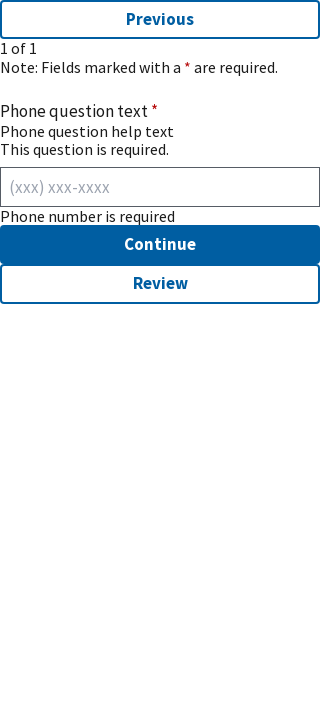 Previous
1 of 1
Note: Fields marked with a * are required.
Phone question text *
Phone question help text
This question is required.
(xxx) xxx-xxxx
Phone number is required
Continue
Review